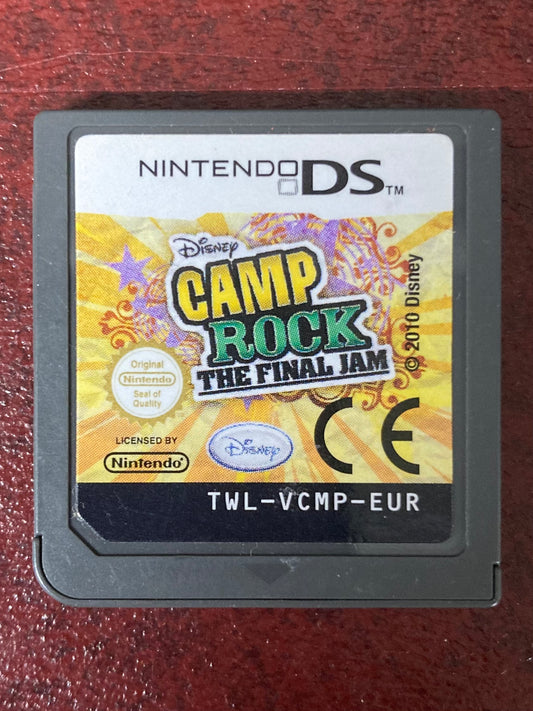 NINTENDO DS™
Disney
CAMP
ROCK
THE FINAL JAM
© 2010 Disney
Original
Nintendo
Seal of
Quality
LICENSED BY
Nintendo®
Disney
CE
TWL-VCMP-EUR